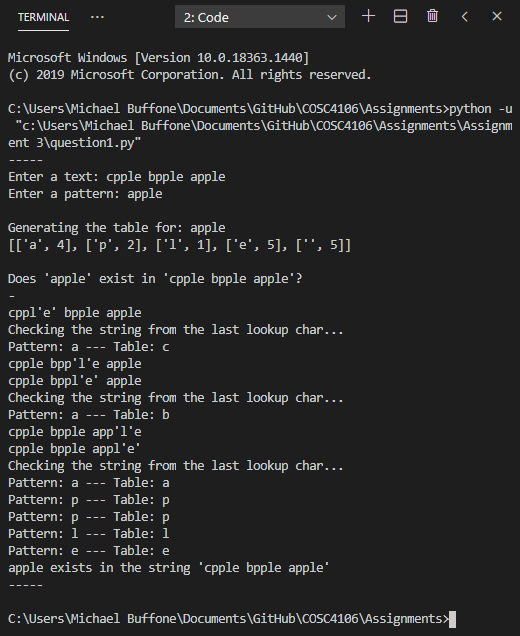 TERMINAL ··· 2: Code
Microsoft Windows [Version 10.0.18363.1440]
(c) 2019 Microsoft Corporation. All rights reserved.
C:\Users\Michael Buffone\Documents\GitHub\COSC4106\Assignments>python -u
"c:\Users\Michael Buffone\Documents\GitHub\COSC4106\Assignments\Assignm
ent 3\question1.py"
-----
Enter a text: cpple bpple apple
Enter a pattern: apple
Generating the table for: apple
[['a', 4], ['p', 2], ['l', 1], ['e', 5], ['', 5]]
Does 'apple' exist in 'cpple bpple apple'?
-
cppl'e' bpple apple
Checking the string from the last lookup char...
Pattern: a --- Table: c
cpple bpp'l'e apple
cpple bppl'e' apple
Checking the string from the last lookup char...
Pattern: a --- Table: b
cpple bpple app'l'e
cpple bpple appl'e'
Checking the string from the last lookup char...
Pattern: a --- Table: a
Pattern: p --- Table: p
Pattern: p --- Table: p
Pattern: l --- Table: l
Pattern: e --- Table: e
apple exists in the string 'cpple bpple apple'
-----
C:\Users\Michael Buffone\Documents\GitHub\COSC4106\Assignments>